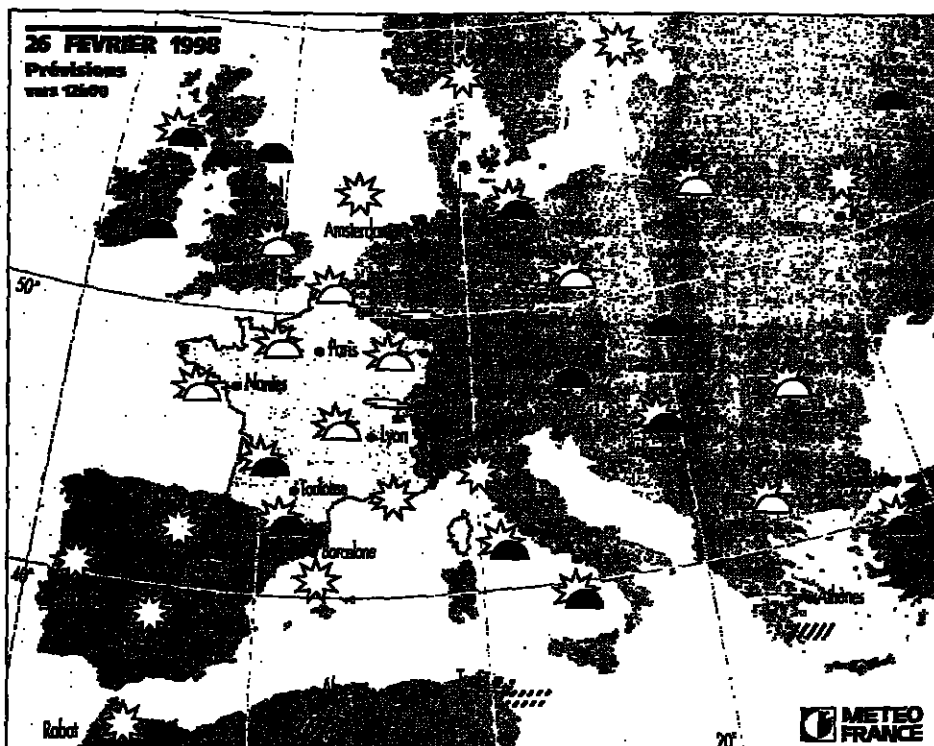 26 FEVRIER 1998
Prévisions
vers 12h00
Amsterdam
50°
Paris
Nantes
Lyon
Toulouse
Barcelone
40°
Athènes
Rabat
20°
METEO
FRANCE